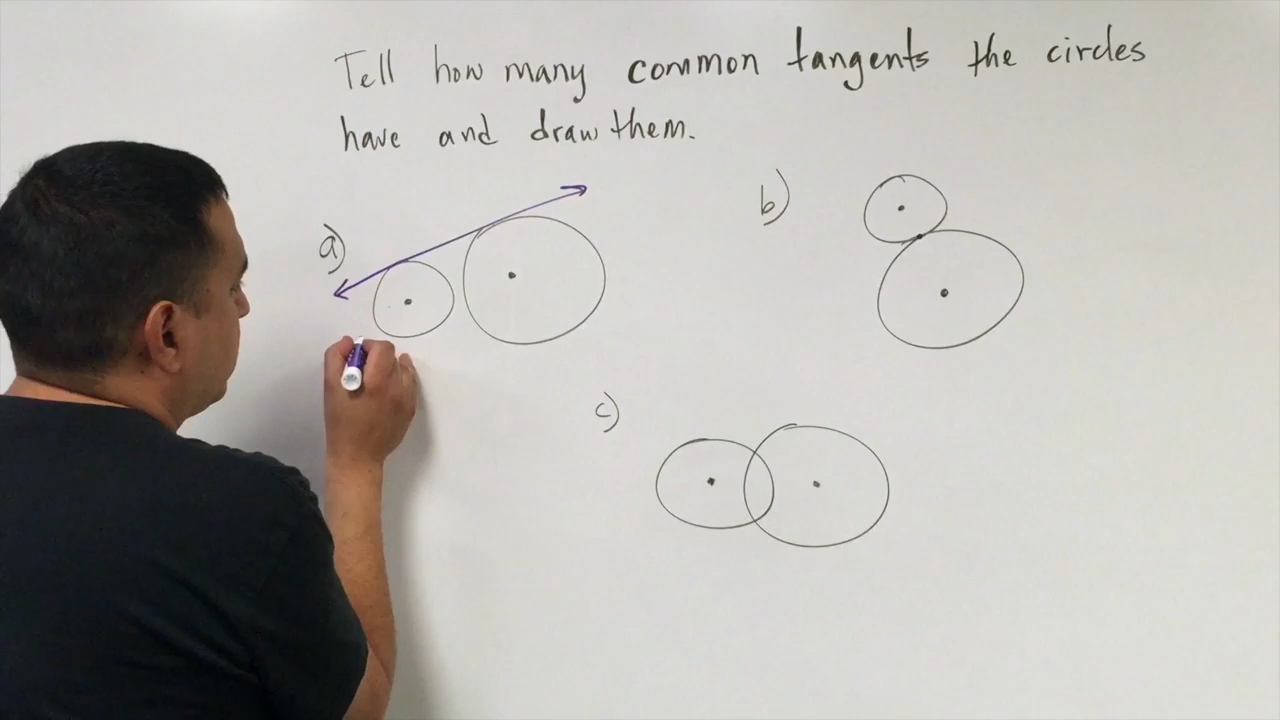 Tell how many common tangents the circles
have and draw them.
a)
b)
c)